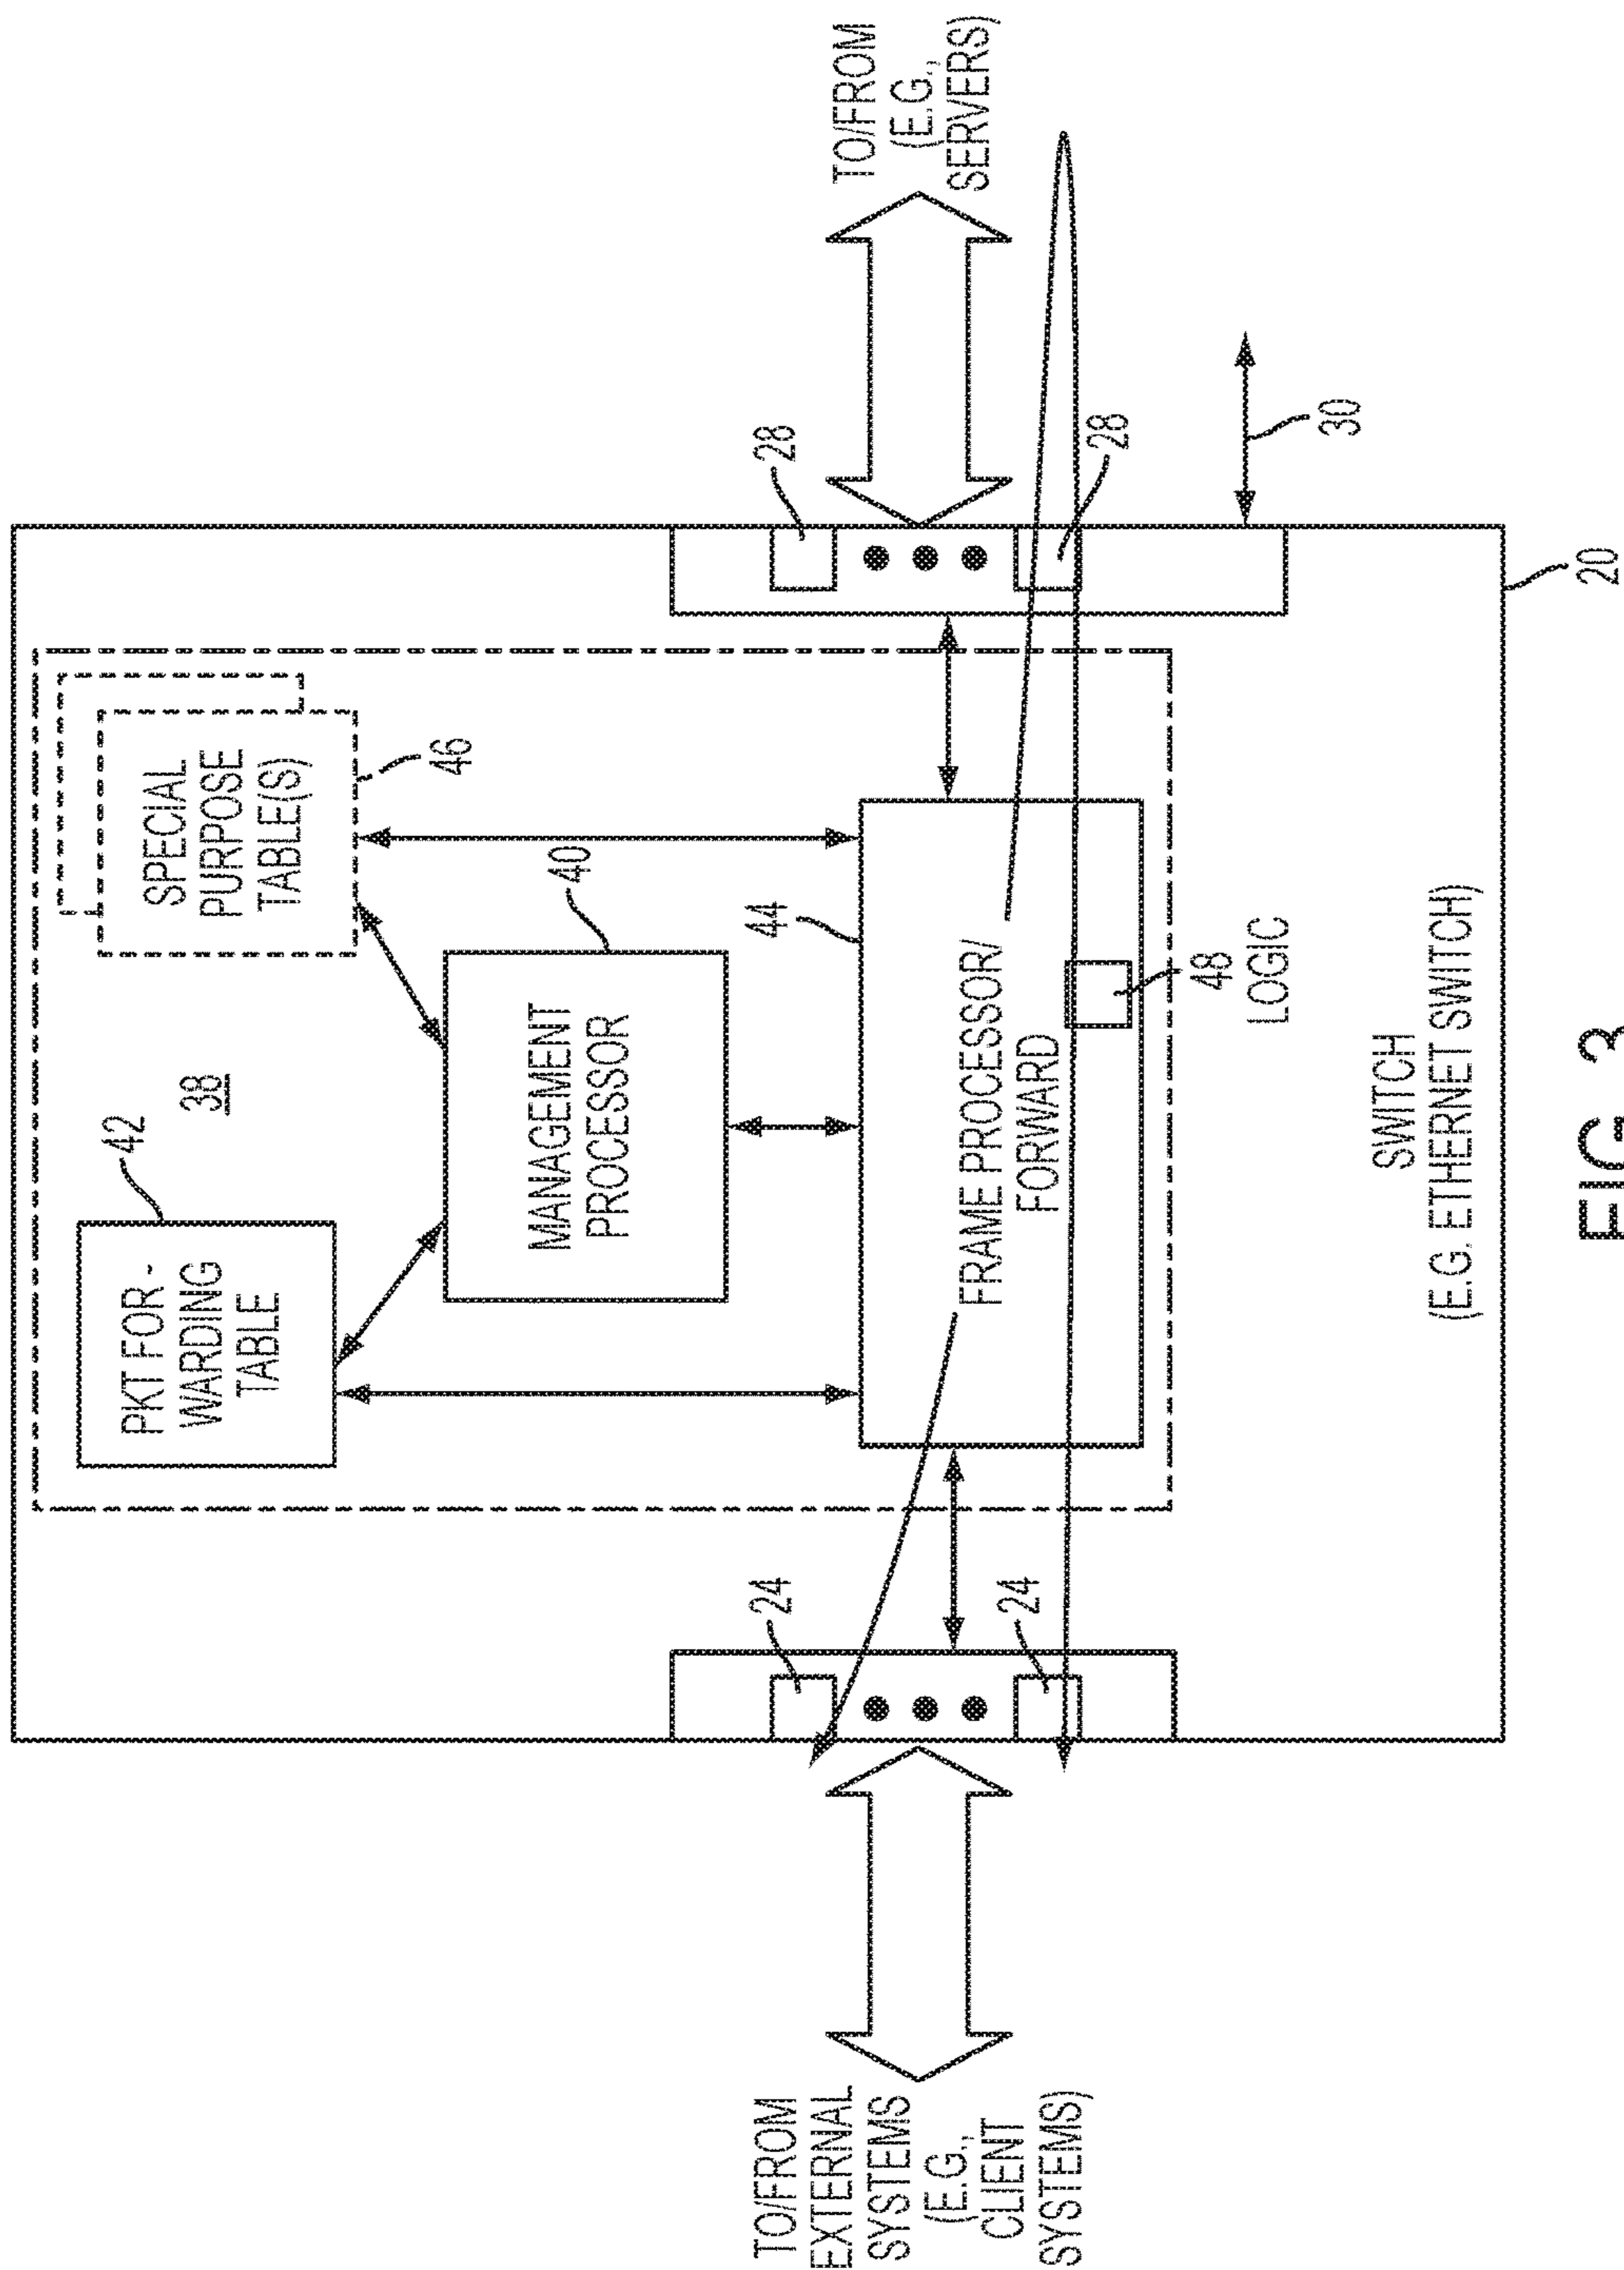 PKT FOR -
WARDING
TABLE
42
38
SPECIAL
PURPOSE
TABLE(S)
46
MANAGEMENT
PROCESSOR
40
44
FRAME PROCESSOR/
FORWARD
48
LOGIC
24
24
28
28
30
TO/FROM
EXTERNAL
SYSTEMS
(E.G.,
CLIENT
SYSTEMS)
TO/FROM
(E.G.,
SERVERS)
SWITCH
(E.G. ETHERNET SWITCH)
20
FIG. 3